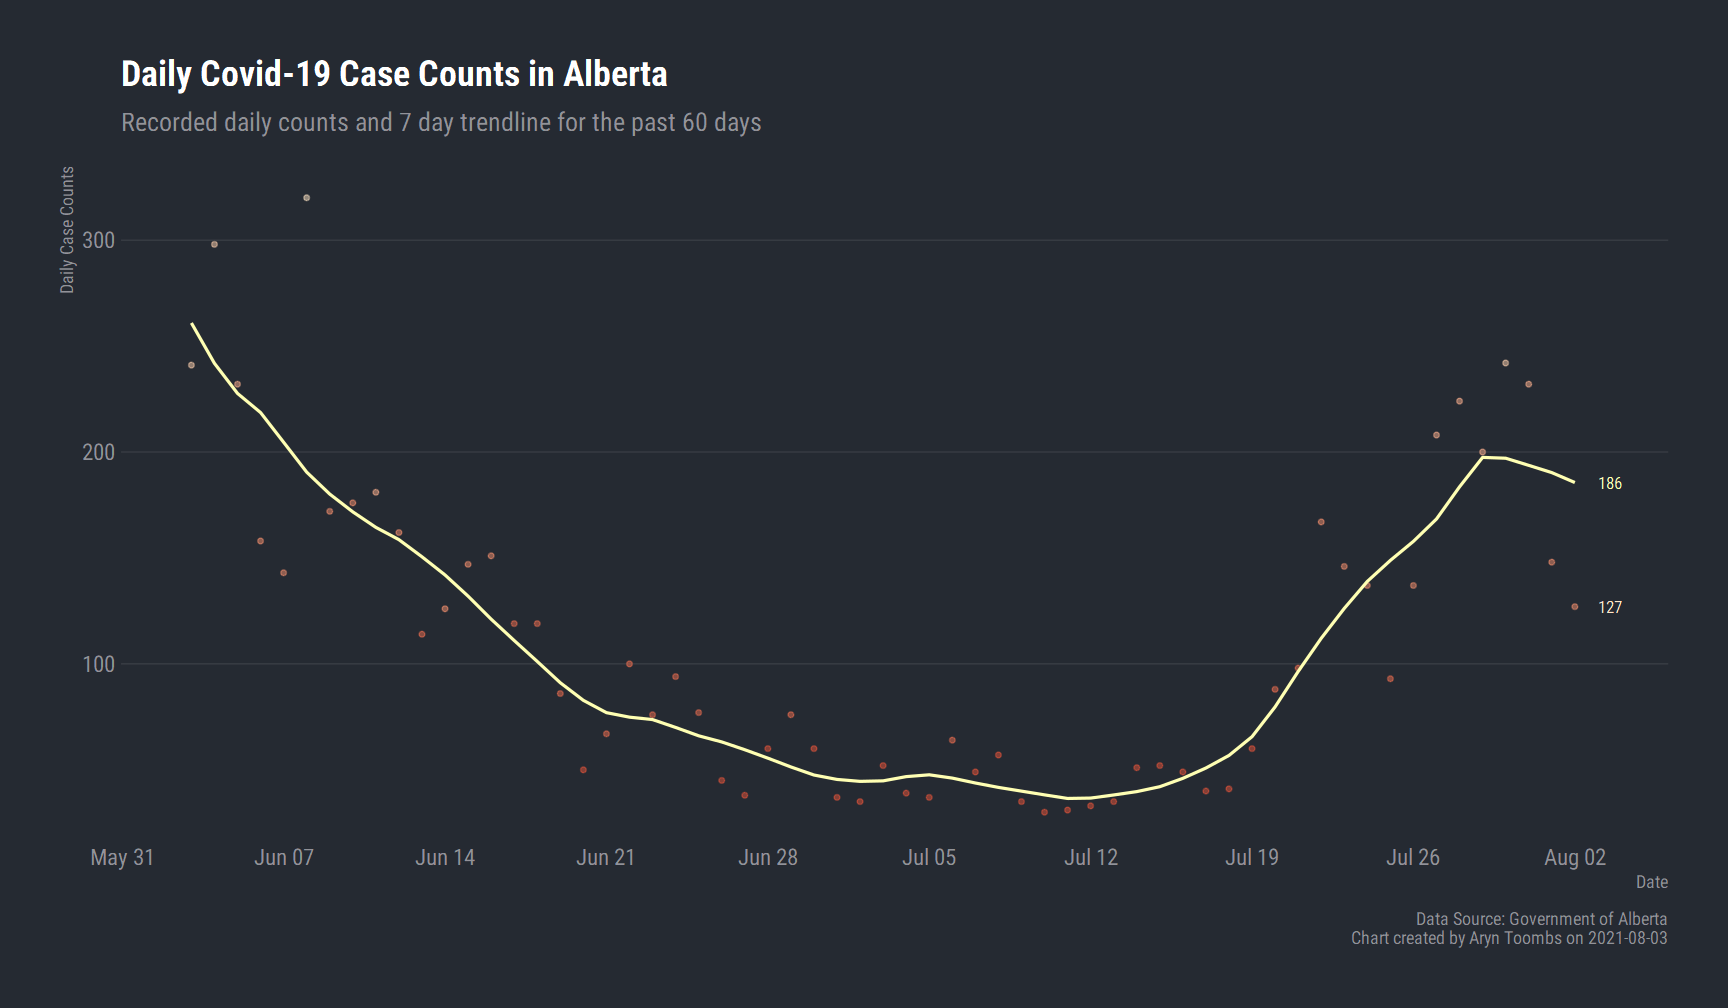 Daily Covid-19 Case Counts in Alberta
Recorded daily counts and 7 day trendline for the past 60 days
Daily Case Counts
300
200
100
186
127
May 31 Jun 07 Jun 14 Jun 21 Jun 28 Jul 05 Jul 12 Jul 19 Jul 26 Aug 02
Date
Data Source: Government of Alberta
Chart created by Aryn Toombs on 2021-08-03